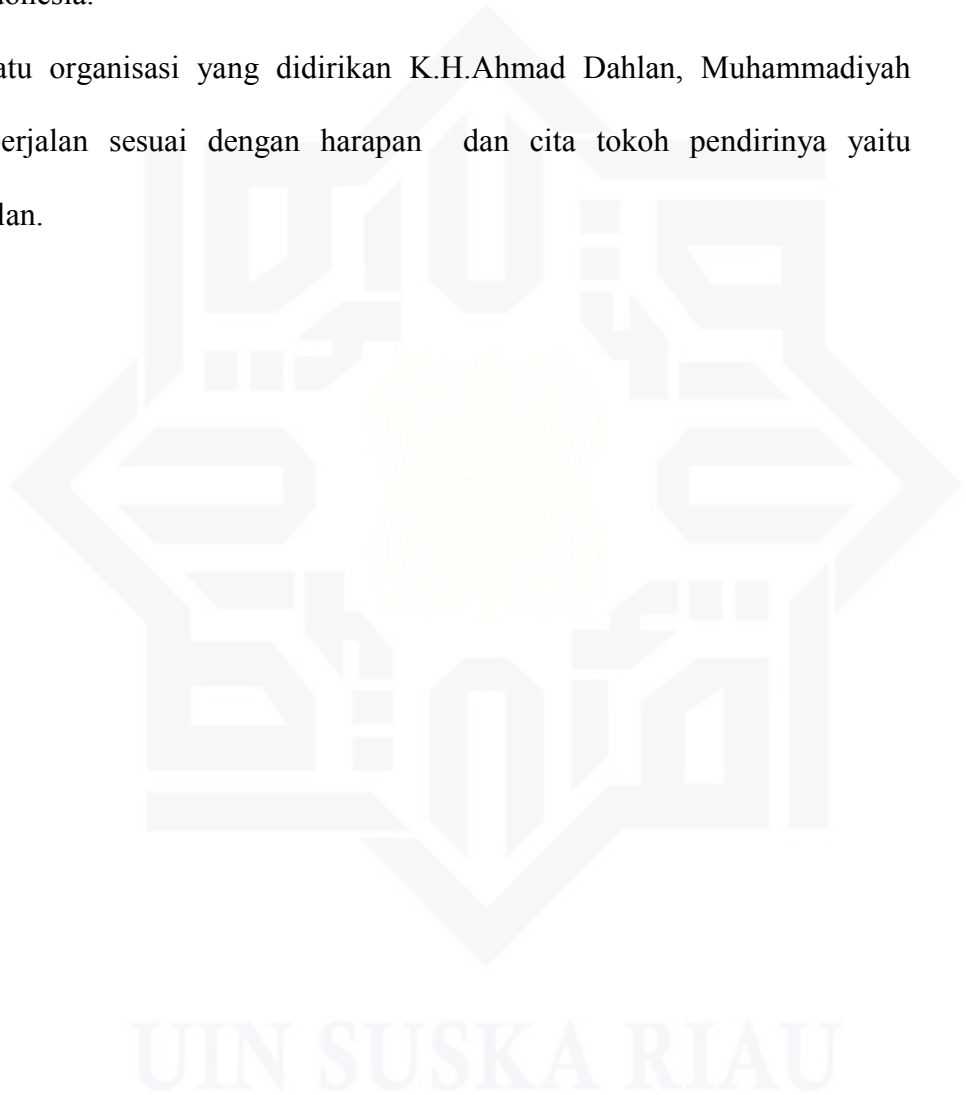 donesia.
atu organisasi yang didirikan K.H.Ahmad Dahlan, Muhammadiyah
erjalan sesuai dengan harapan dan cita tokoh pendirinya yaitu
lan.
UIN SUSKA RIAU